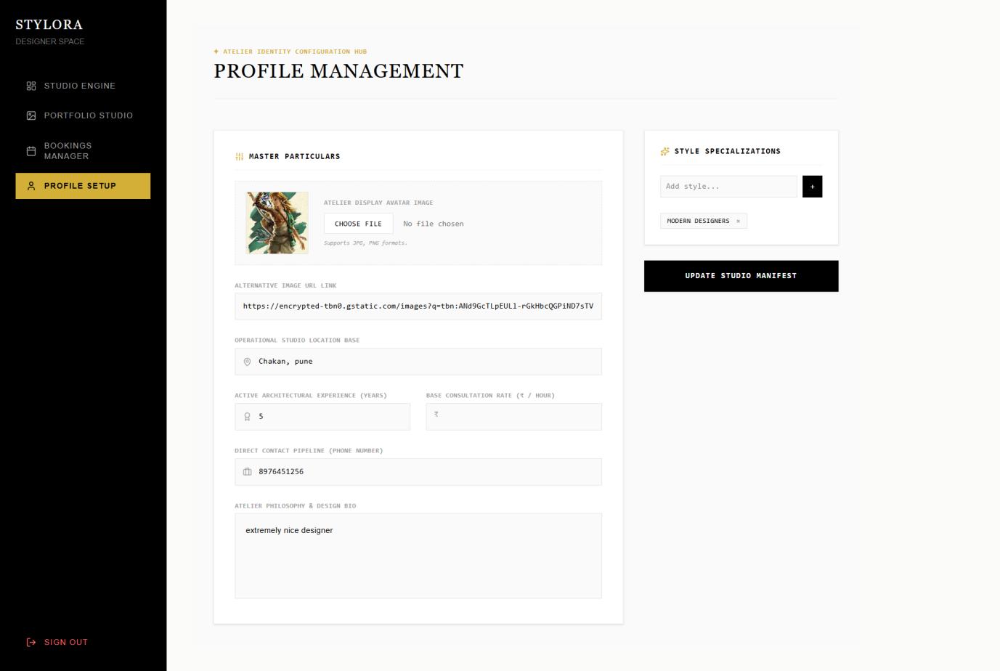 STYLORA
DESIGNER SPACE
STUDIO ENGINE
PORTFOLIO STUDIO
BOOKINGS
MANAGER
PROFILE SETUP
SIGN OUT
✦ ATELIER IDENTITY CONFIGURATION HUB
PROFILE MANAGEMENT
MASTER PARTICULARS
ATELIER DISPLAY AVATAR IMAGE
CHOOSE FILE No file chosen
Supports JPG, PNG formats.
ALTERNATIVE IMAGE URL LINK
https://encrypted-tbn0.gstatic.com/images?q=tbn:ANd9GcTLpEULl-rGkHbcQGPiND7sTV
OPERATIONAL STUDIO LOCATION BASE
Chakan, pune
ACTIVE ARCHITECTURAL EXPERIENCE (YEARS)
5
BASE CONSULTATION RATE (₹ / HOUR)
₹
DIRECT CONTACT PIPELINE (PHONE NUMBER)
8976451256
ATELIER PHILOSOPHY & DESIGN BIO
extremely nice designer
STYLE SPECIALIZATIONS
Add style... +
MODERN DESIGNERS ×
UPDATE STUDIO MANIFEST